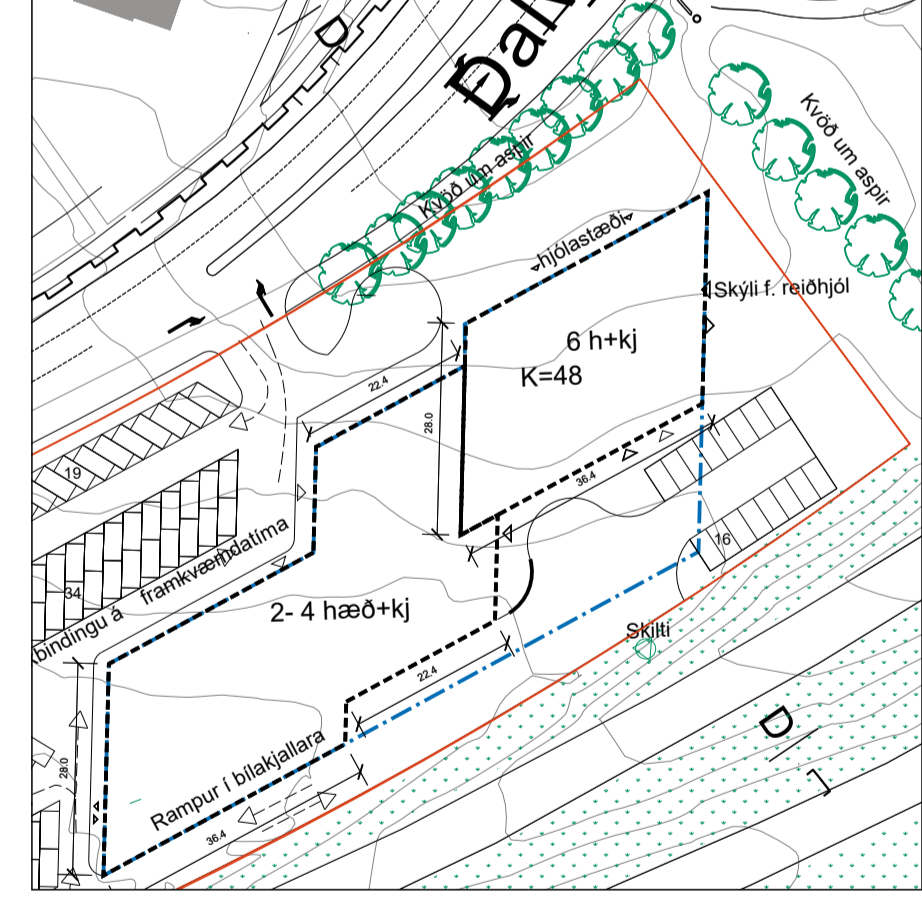 D
Dalv
Kvöð um aspir
Kvöð um aspir
hjólastæði
Skýli f. reiðhjól
6 h+kj
K=48
22.4
28.0
36.4
19
34
bindingu á framkvæmdatíma
16
2- 4 hæð+kj
Skilti
22.4
D
Rampur í bílakjallara
28.0
36.4